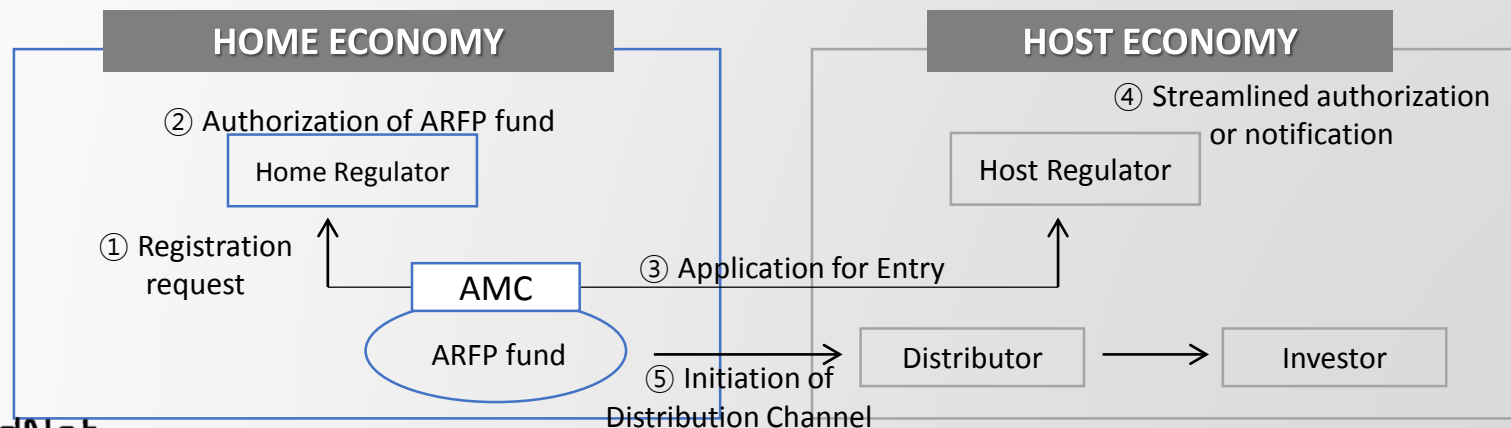 HOME ECONOMY
② Authorization of ARFP fund
Home Regulator
① Registration
request
AMC
ARFP fund
③ Application for Entry
⑤ Initiation of
Distribution Channel
HOST ECONOMY
④ Streamlined authorization
or notification
Host Regulator
Distributor
Investor